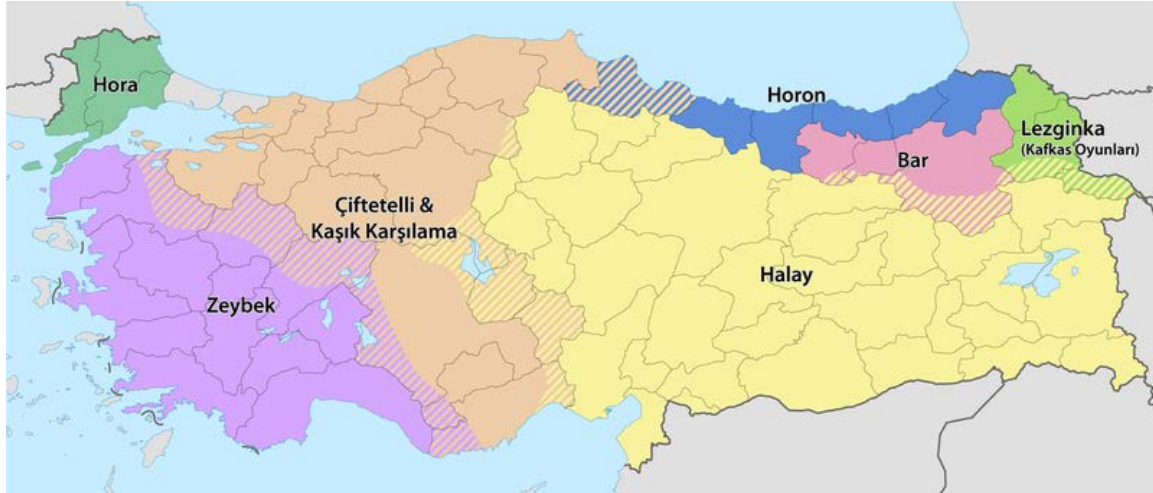 Hora
Horon
Lezginka
(Kafkas Oyunları)
Bar
Çiftetelli &
Kaşık Karşılama
Halay
Zeybek